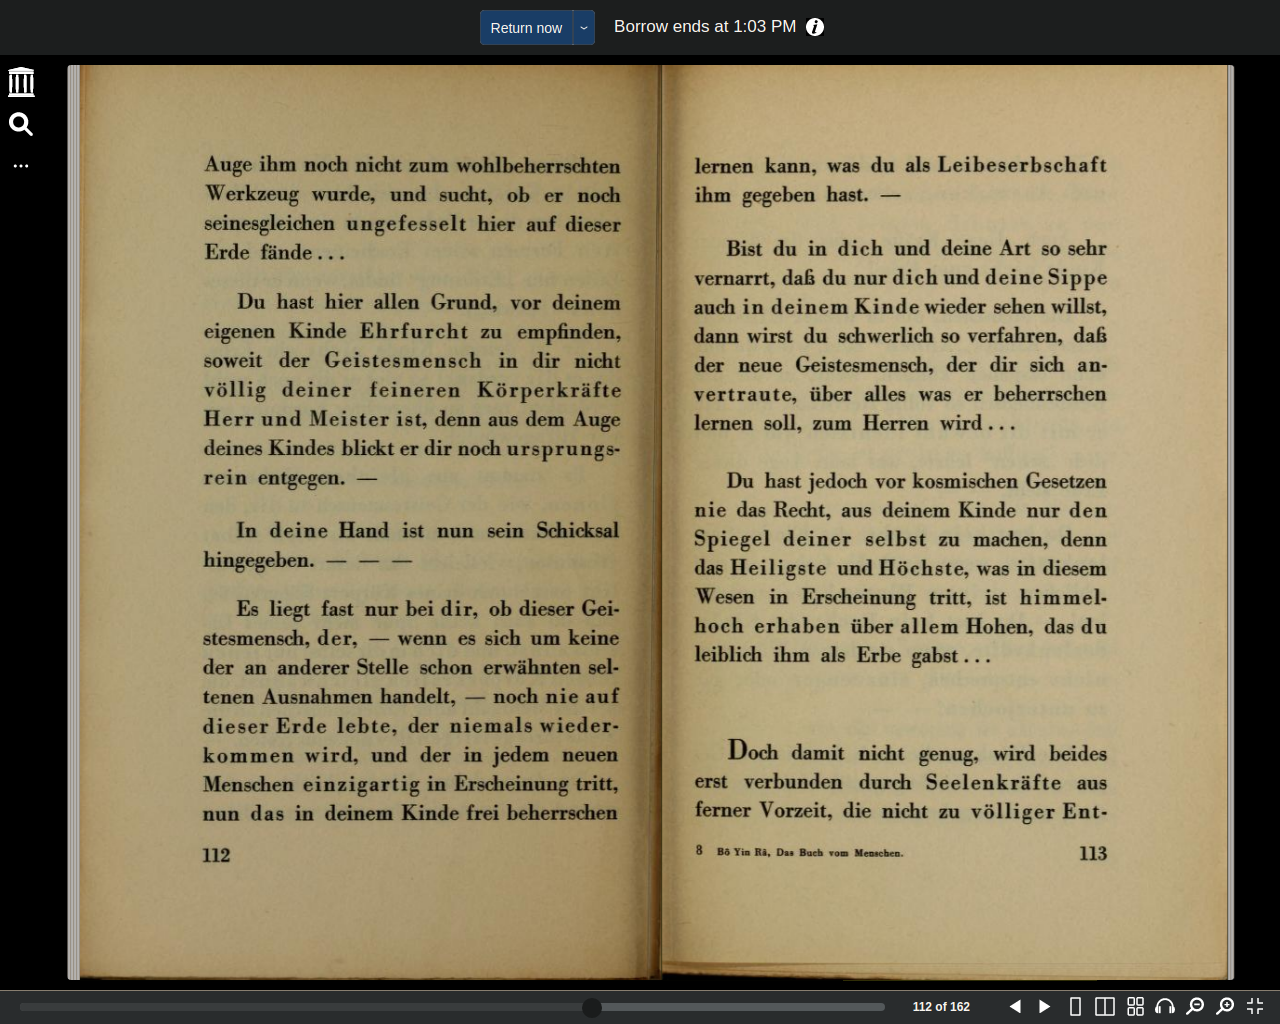 Return now
Borrow ends at 1:03 PM
Auge ihm noch nicht zum wohlbeherrschten
Werkzeug wurde, und sucht, ob er noch
seinesgleichen ungefesselt hier auf dieser
Erde fände...
Du hast hier allen Grund, vor deinem
eigenen Kinde Ehrfurcht zu empfinden,
soweit der Geistesmensch in dir nicht
völlig deiner feineren Körperkräfte
Herr und Meister ist, denn aus dem Auge
deines Kindes blickt er dir noch ursprungs-
rein entgegen. —
In deine Hand ist nun sein Schicksal
hingegeben. — — —
Es liegt fast nur bei dir, ob dieser Gei-
stesmensch, der, — wenn es sich um keine
der an anderer Stelle schon erwähnten sel-
tenen Ausnahmen handelt, — noch nie auf
dieser Erde lebte, der niemals wieder-
kommen wird, und der in jedem neuen
Menschen einzigartig in Erscheinung tritt,
nun das in deinem Kinde frei beherrschen
112
lernen kann, was du als Leibeserbschaft
ihm gegeben hast. —
Bist du in dich und deine Art so sehr
vernarrt, daß du nur dich und deine Sippe
auch in deinem Kinde wieder sehen willst,
dann wirst du schwerlich so verfahren, daß
der neue Geistesmensch, der dir sich an-
vertraute, über alles was er beherrschen
lernen soll, zum Herren wird...
Du hast jedoch vor kosmischen Gesetzen
nie das Recht, aus deinem Kinde nur den
Spiegel deiner selbst zu machen, denn
das Heiligste und Höchste, was in diesem
Wesen in Erscheinung tritt, ist himmel-
hoch erhaben über allem Hohen, das du
leiblich ihm als Erbe gabst...
Doch damit nicht genug, wird beides
erst verbunden durch Seelenkräfte aus
ferner Vorzeit, die nicht zu völliger Ent-
8 Bô Yin Râ, Das Buch vom Menschen.
113
112 of 162